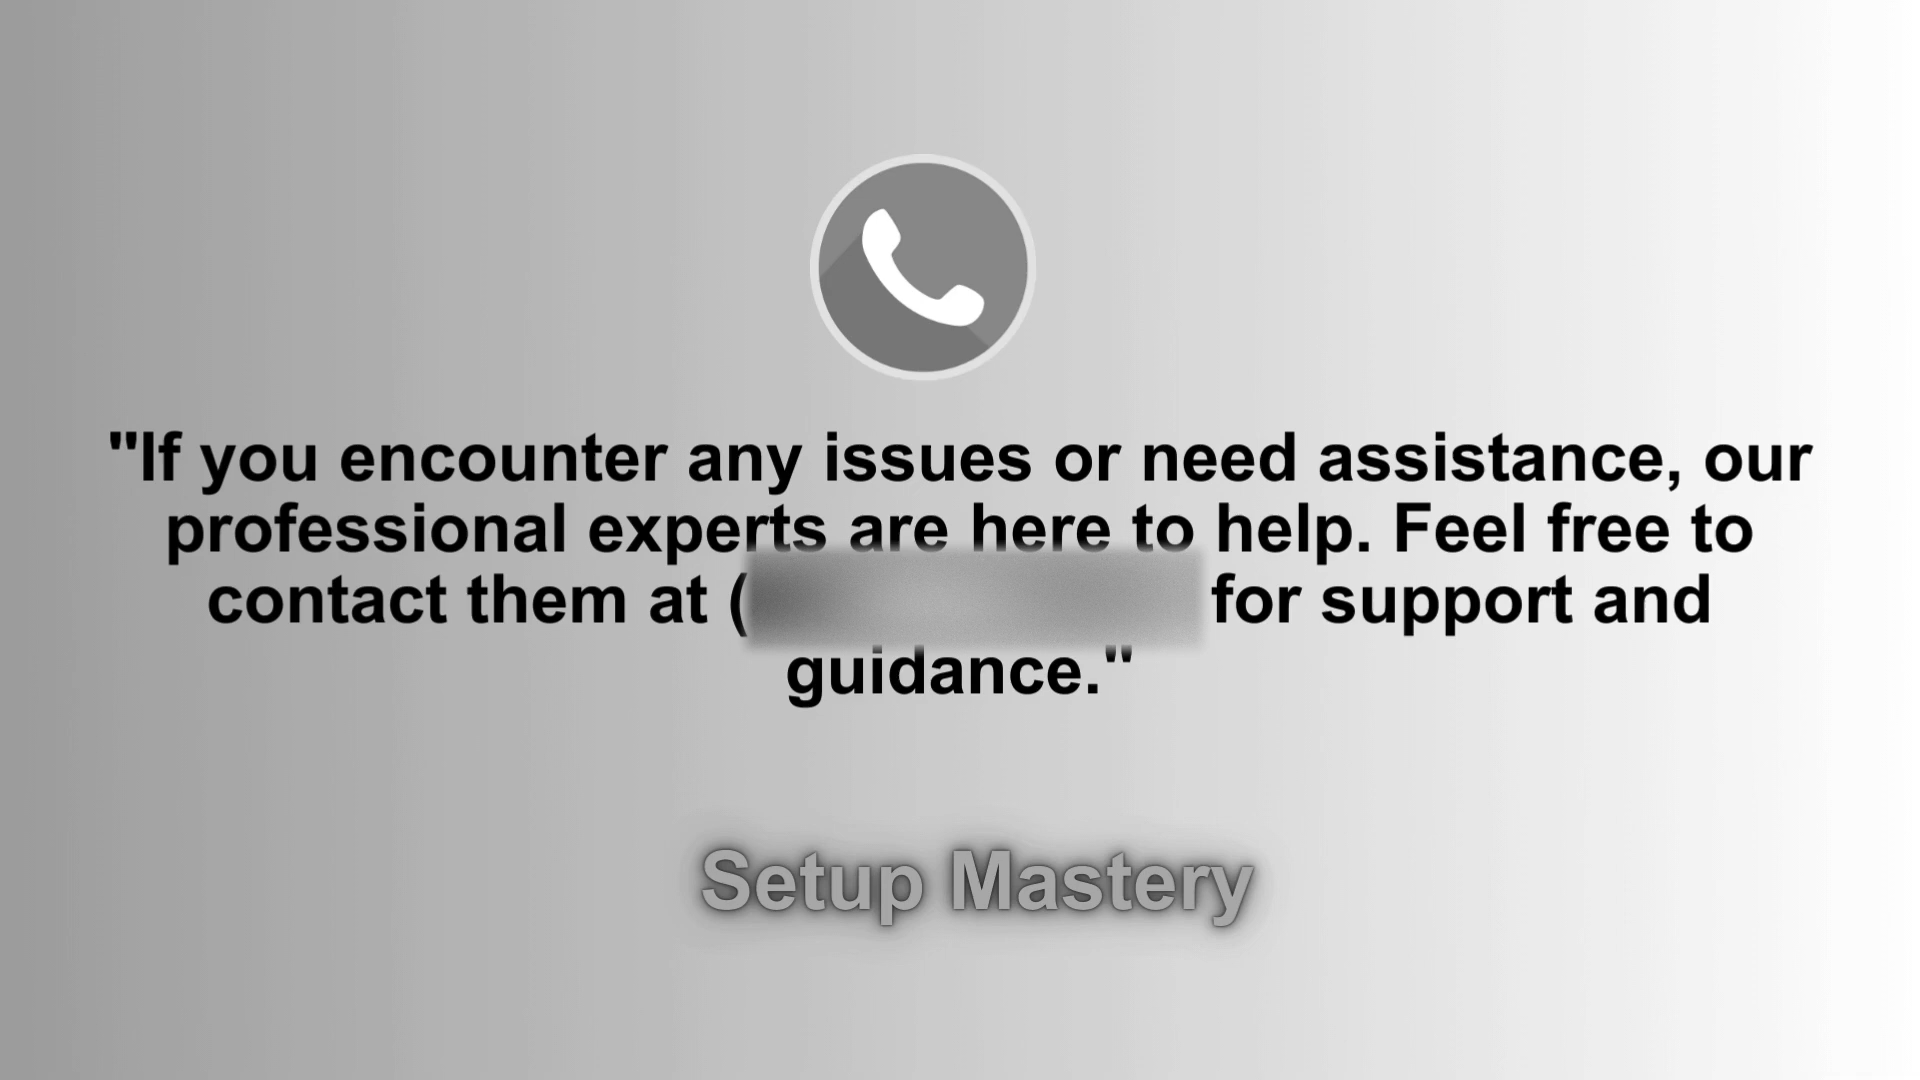 "If you encounter any issues or need assistance, our
professional experts are here to help. Feel free to
contact them at ( for support and
guidance."
Setup Mastery